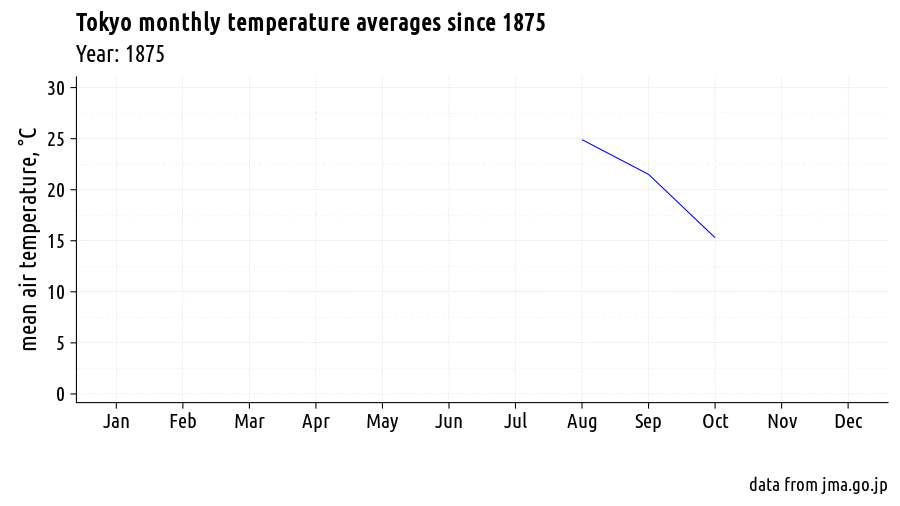 Tokyo monthly temperature averages since 1875
Year: 1875
mean air temperature, °C
30
25
20
15
10
5
0
Jan Feb Mar Apr May Jun Jul Aug Sep Oct Nov Dec
data from jma.go.jp